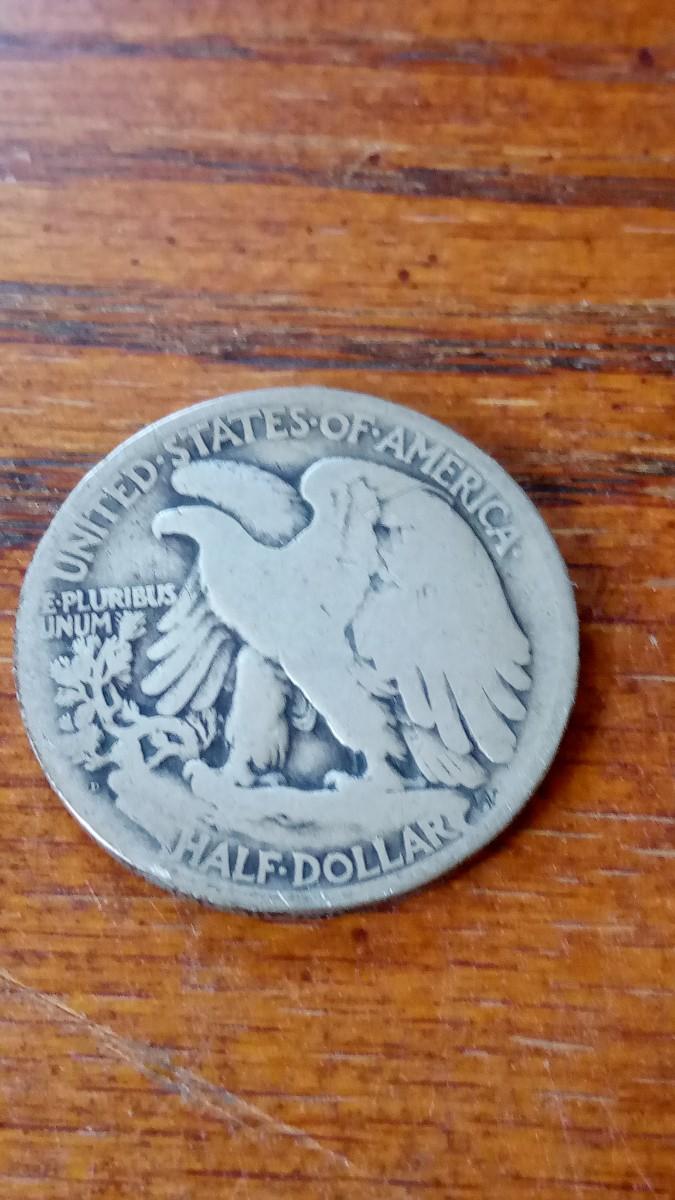 UNITED·STATES·OF·AMERICA
E·PLURIBUS
UNUM
D
HALF·DOLLAR